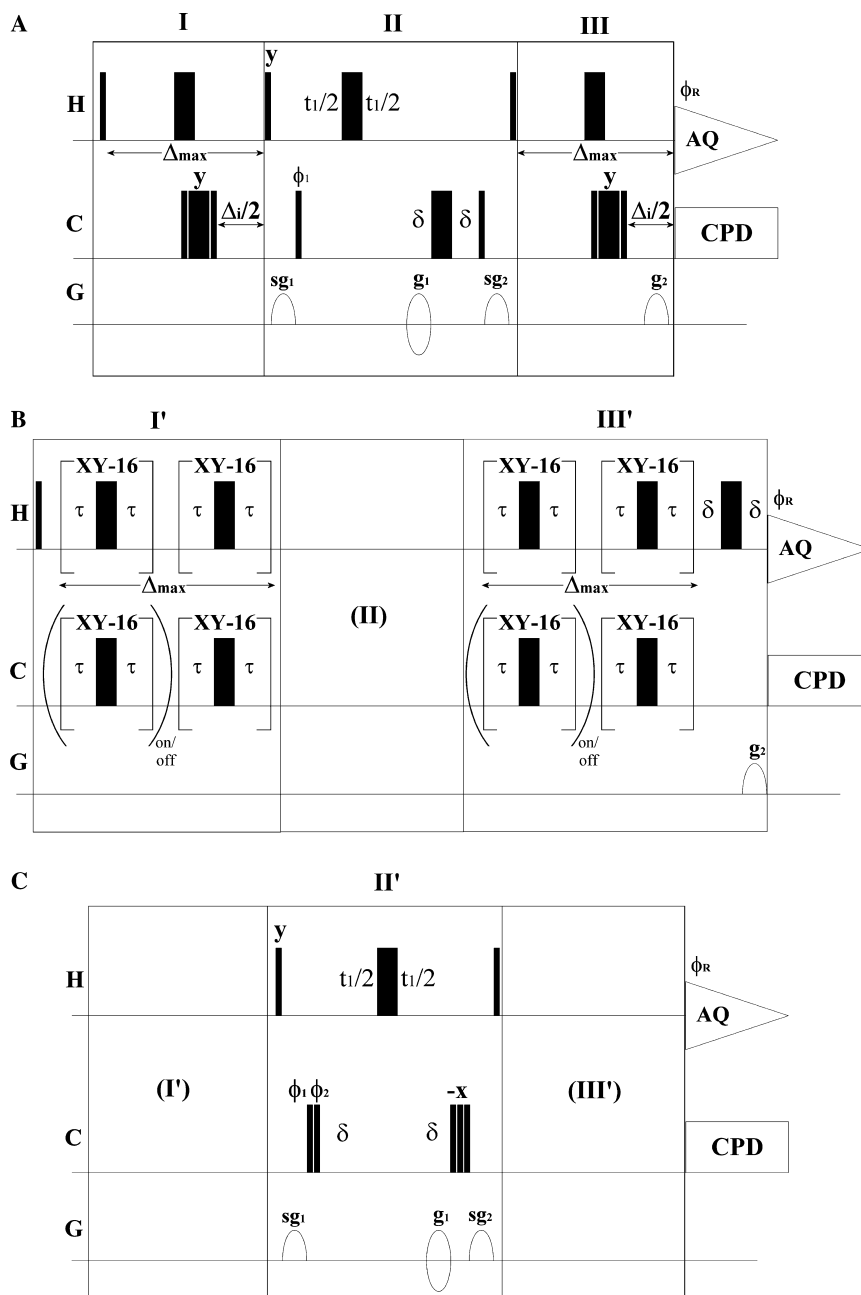 A
I II III
y
H t₁/2 t₁/2 ϕR
AQ
Δmax Δmax
y ϕ₁ y
C Δi/2 δ δ Δi/2 CPD
sg₁ g₁ sg₂ g₂
G
B I' III'
XY-16 XY-16 XY-16 XY-16
H τ τ τ τ τ τ τ τ δ δ ϕR
AQ
Δmax Δmax
(II)
XY-16 XY-16 XY-16 XY-16
C τ τ τ τ τ τ τ τ CPD
on/ on/
off off
G g₂
C II'
y
H t₁/2 t₁/2 ϕR
AQ
(I') ϕ₁ ϕ₂ -x (III')
C δ δ CPD
sg₁ g₁ sg₂
G